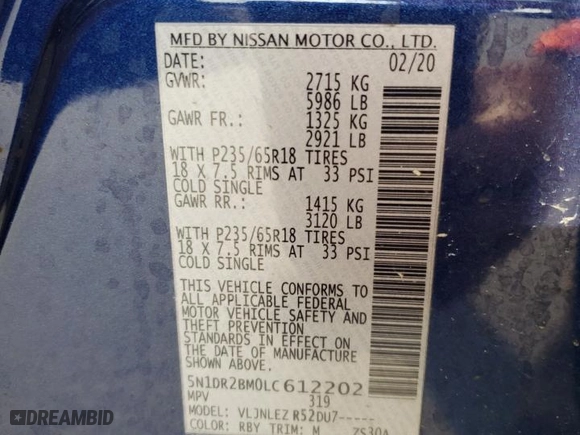 MFD BY NISSAN MOTOR CO., LTD.
DATE: 02/20
GVWR: 2715 KG
5986 LB
GAWR FR.: 1325 KG
2921 LB
WITH P235/65R18 TIRES
18 X 7.5 RIMS AT 33 PSI
COLD SINGLE
GAWR RR.: 1415 KG
3120 LB
WITH P235/65R18 TIRES
18 X 7.5 RIMS AT 33 PSI
COLD SINGLE
THIS VEHICLE CONFORMS TO
ALL APPLICABLE FEDERAL
MOTOR VEHICLE SAFETY AND
THEFT PREVENTION
STANDARDS IN EFFECT ON
THE DATE OF MANUFACTURE
SHOWN ABOVE.
5N1DR2BM0LC612202
MPV 319
MODEL: VLJNLEZ R52DU7-----
COLOR: RBY TRIM: M ZS30A
DEALERSHIPS.US